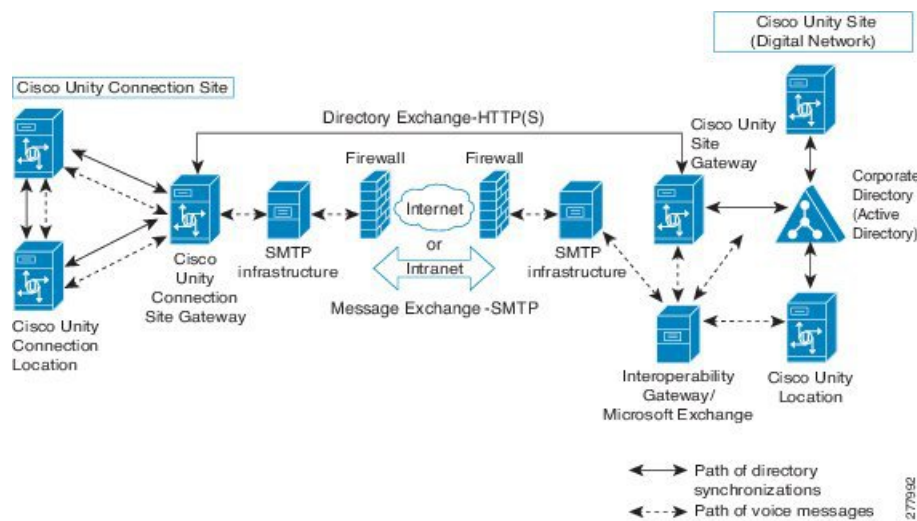 Cisco Unity Site
(Digital Network)
Cisco Unity Connection Site
Directory Exchange-HTTP(S)
Cisco Unity
Site
Gateway
Firewall
Firewall
Corporate
Directory
(Active
Directory)
Internet
or
Intranet
SMTP
infrastructure
SMTP
infrastructure
Cisco
Unity
Connection
Site Gateway
Message Exchange -SMTP
Cisco Unity
Connection
Location
Interoperability
Gateway/
Microsoft Exchange
Cisco Unity
Location
Path of directory
synchronizations
Path of voice messages
277992